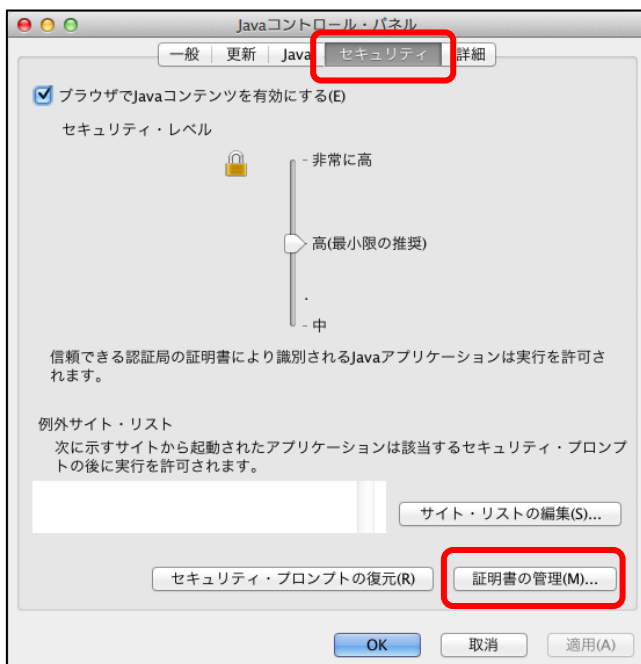 Javaコントロール・パネル
一般 更新 Java セキュリティ 詳細
ブラウザでJavaコンテンツを有効にする(E)
セキュリティ・レベル
- 非常に高
高(最小限の推奨)
- 中
信頼できる認証局の証明書により識別されるJavaアプリケーションは実行を許可さ
れます。
例外サイト・リスト
次に示すサイトから起動されたアプリケーションは該当するセキュリティ・プロンプ
トの後に実行を許可されます。
サイト・リストの編集(S)...
セキュリティ・プロンプトの復元(R) 証明書の管理(M)...
OK 取消 適用(A)